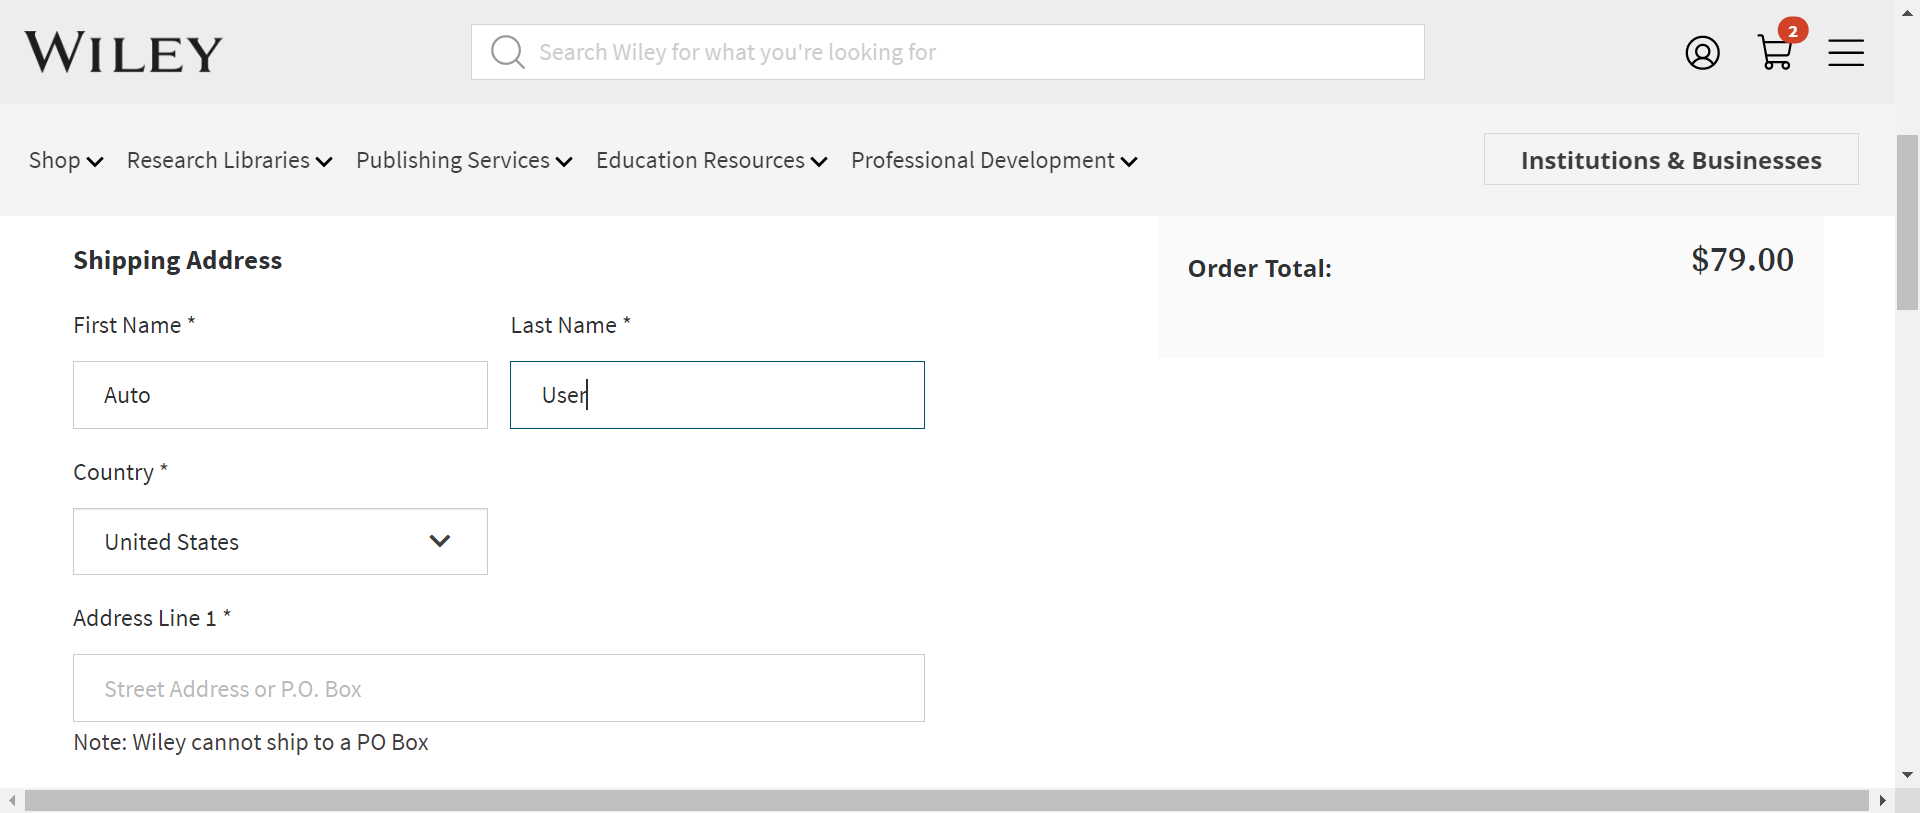 WILEY
Search Wiley for what you're looking for
2
Shop
Research Libraries
Publishing Services
Education Resources
Professional Development
Institutions & Businesses
Shipping Address
First Name *
Last Name *
Auto
User
Country *
United States
Address Line 1 *
Street Address or P.O. Box
Note: Wiley cannot ship to a PO Box
Order Total:
$79.00